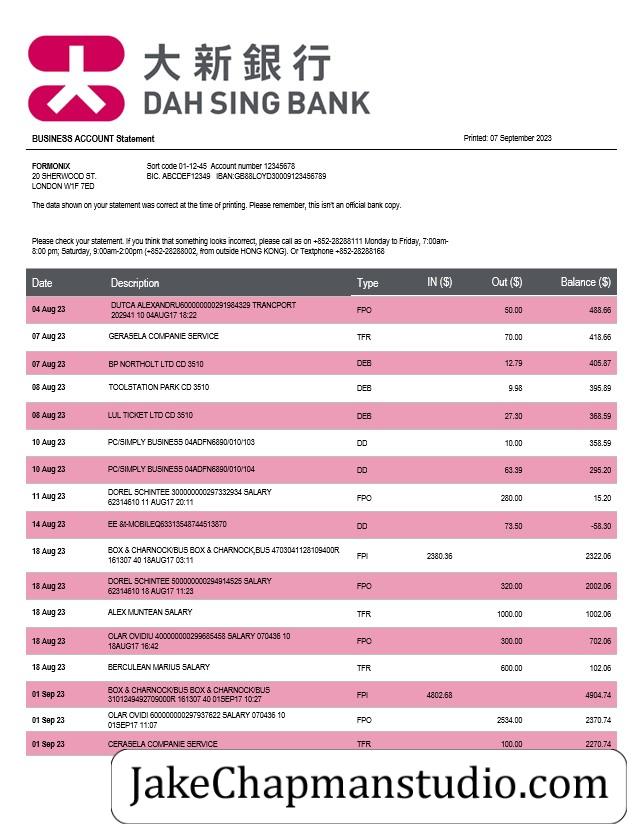 大新銀行
DAH SING BANK
BUSINESS ACCOUNT Statement Printed: 07 September 2023
FORMONIX Sort code 01-12-45 Account number 12345678
20 SHERWOOD ST. BIC. ABCDEF12349 IBAN:GB88LOYD30009123456789
LONDON W1F 7ED
The data shown on your statement was correct at the time of printing. Please remember, this isn't an official bank copy.
Please check your statement. If you think that something looks incorrect, please call as on +852-28288111 Monday to Friday, 7:00am-
8:00 pm; Saturday, 9:00am-2:00pm (+852-28288002, from outside HONG KONG). Or Textphone +852-28288168
Date Description Type IN ($) Out ($) Balance ($)
04 Aug 23 DUTCA ALEXANDRU600000000291984329 TRANCPORT FPO 50.00 488.66
202941 10 04AUG17 18:22
07 Aug 23 GERASELA COMPANIE SERVICE TFR 70.00 418.66
07 Aug 23 BP NORTHOLT LTD CD 3510 DEB 12.79 405.87
08 Aug 23 TOOLSTATION PARK CD 3510 DEB 9.98 395.89
08 Aug 23 LUL TICKET LTD CD 3510 DEB 27.30 368.59
10 Aug 23 PC/SIMPLY BUSINESS 04ADFN6890/010/103 DD 10.00 358.59
10 Aug 23 PC/SIMPLY BUSINESS 04ADFN6890/010/104 DD 63.39 295.20
11 Aug 23 DOREL SCHINTEE 300000000297332934 SALARY FPO 280.00 15.20
62314610 11 AUG17 20:11
14 Aug 23 EE &t-MOBILEQ63313548744513870 DD 73.50 -58.30
18 Aug 23 BOX & CHARNOCK/BUS BOX & CHARNOCK,BUS 4703041128109400R FPI 2380.36 2322.06
161307 40 18AUG17 03:11
18 Aug 23 DOREL SCHINTEE 500000000294914525 SALARY FPO 320.00 2002.06
62314610 18 AUG17 11:23
18 Aug 23 ALEX MUNTEAN SALARY TFR 1000.00 1002.06
18 Aug 23 OLAR OVIDIU 400000000299685458 SALARY 070436 10 FPO 300.00 702.06
18AUG17 16:42
18 Aug 23 BERCULEAN MARIUS SALARY TFR 600.00 102.06
01 Sep 23 BOX & CHARNOCK/BUS BOX & CHARNOCK/BUS FPI 4802.68 4904.74
3101249492709000R 161307 40 01SEP17 10:27
01 Sep 23 OLAR OVIDI 600000000297937622 SALARY 070436 10 FPO 2534.00 2370.74
01SEP17 11:07
01 Sep 23 CERASELA COMPANIE SERVICE TFR 100.00 2270.74
JakeChapmanstudio.com